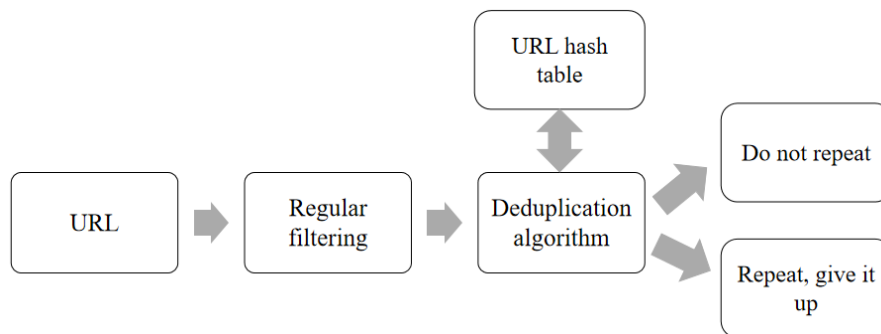 URL hash
table
Do not repeat
URL
Regular
filtering
Deduplication
algorithm
Repeat, give it
up